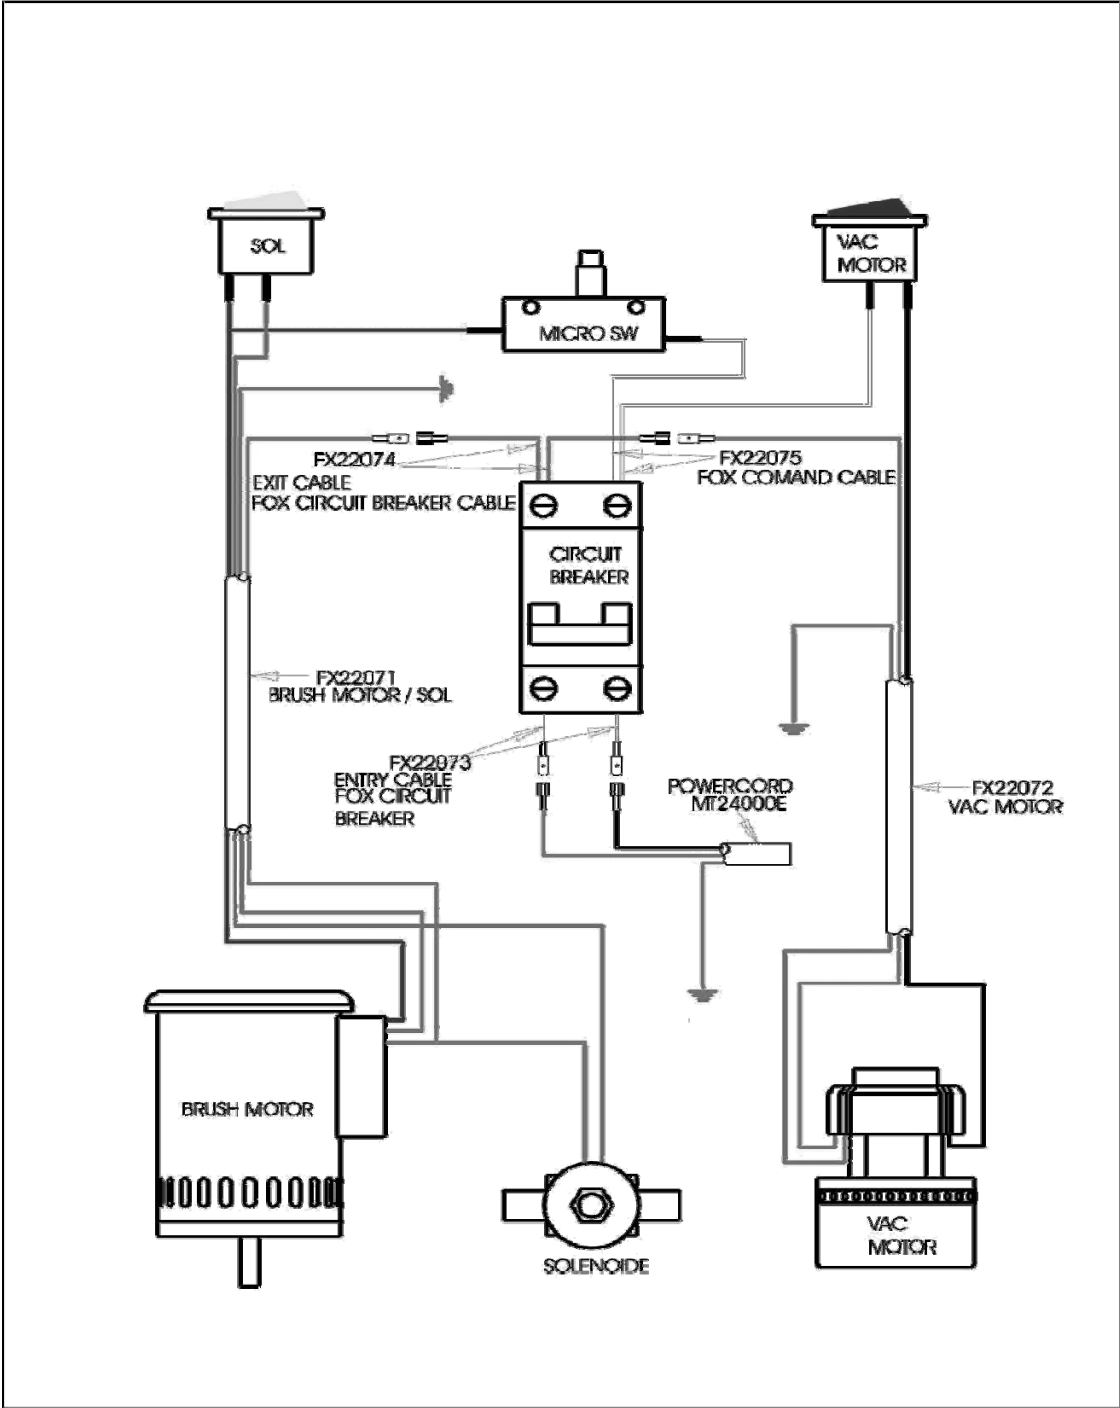 SOL
VAC
MOTOR
MICRO SW
FX22074
EXIT CABLE
FOX CIRCUIT BREAKER CABLE
FX22075
FOX COMAND CABLE
CIRCUIT
BREAKER
FX22071
BRUSH MOTOR / SOL
FX22073
ENTRY CABLE
FOX CIRCUIT
BREAKER
POWERCORD
MT24000E
FX22072
VAC MOTOR
BRUSH MOTOR
SOLENOIDE
VAC
MOTOR